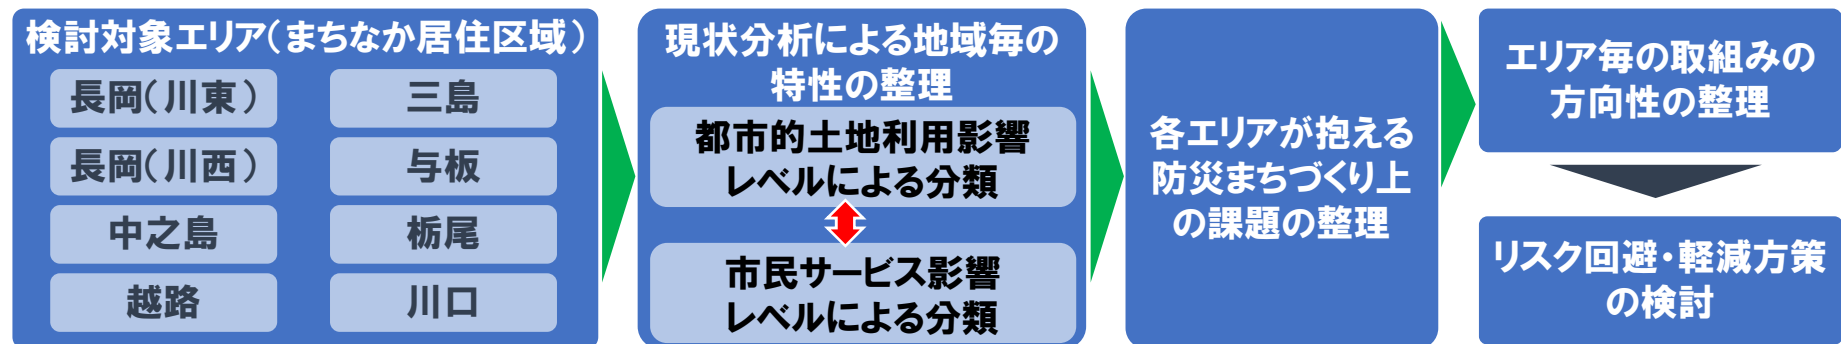 検討対象エリア（まちなか居住区域）
長岡（川東）
三島
長岡（川西）
与板
中之島
栃尾
越路
川口
現状分析による地域毎の
特性の整理
都市的土地利用影響
レベルによる分類
市民サービス影響
レベルによる分類
各エリアが抱える
防災まちづくり上
の課題の整理
エリア毎の取組みの
方向性の整理
リスク回避・軽減方策
の検討